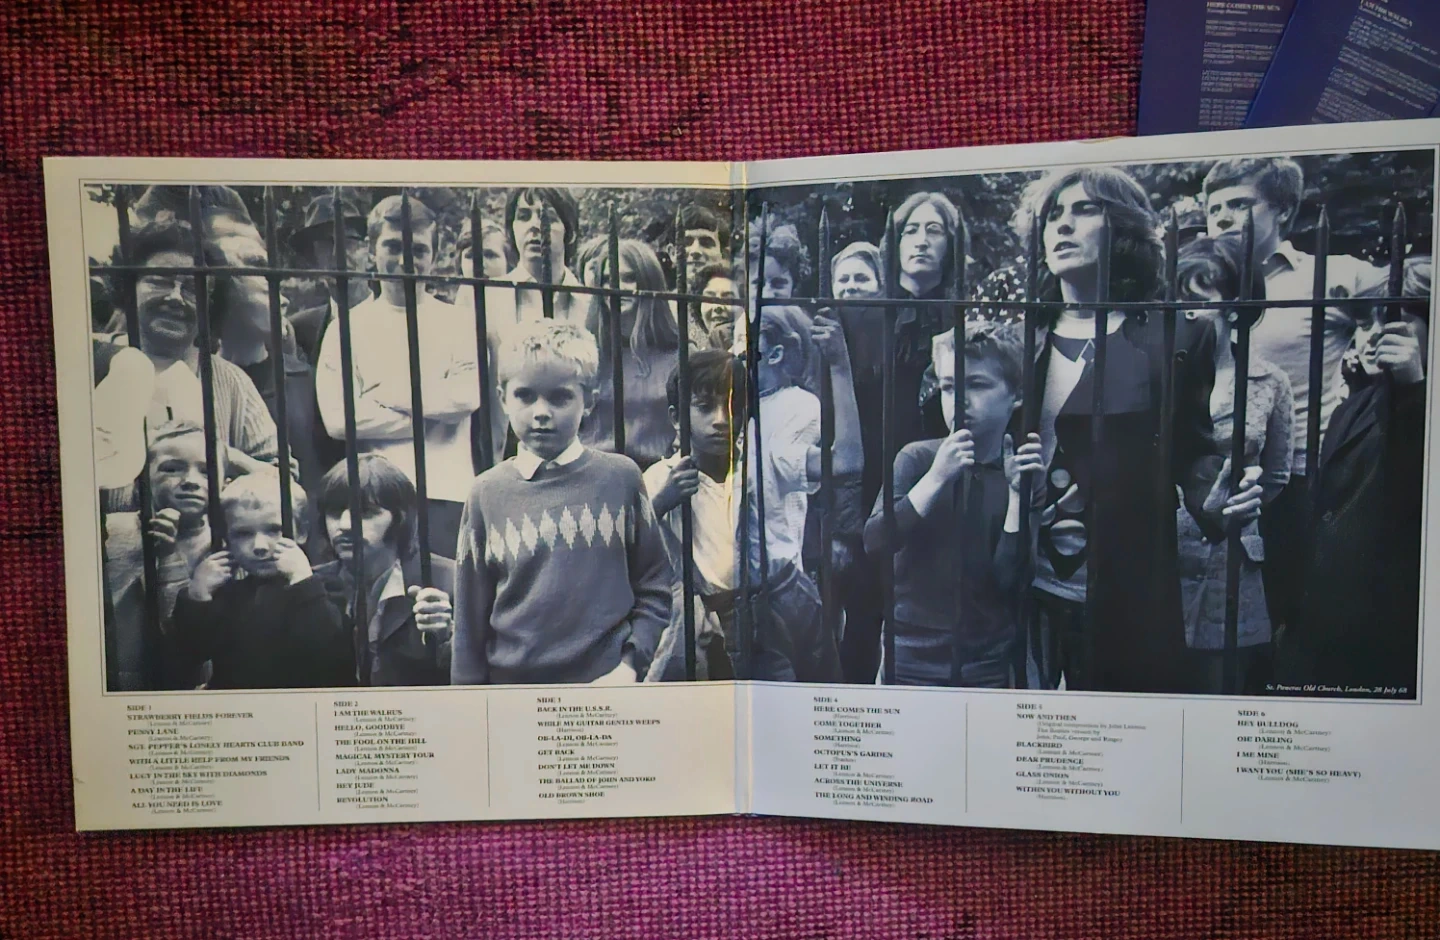 HERE COMES THE SUN
I AM THE WALRUS
Lennon & McCartney
St. Pancras Old Church, London, 28 July 68
SIDE 1
STRAWBERRY FIELDS FOREVER
(Lennon & McCartney)
PENNY LANE
(Lennon & McCartney)
SGT. PEPPER'S LONELY HEARTS CLUB BAND
(Lennon & McCartney)
WITH A LITTLE HELP FROM MY FRIENDS
(Lennon & McCartney)
LUCY IN THE SKY WITH DIAMONDS
(Lennon & McCartney)
A DAY IN THE LIFE
(Lennon & McCartney)
ALL YOU NEED IS LOVE
(Lennon & McCartney)
SIDE 2
I AM THE WALRUS
(Lennon & McCartney)
HELLO, GOODBYE
(Lennon & McCartney)
THE FOOL ON THE HILL
(Lennon & McCartney)
MAGICAL MYSTERY TOUR
(Lennon & McCartney)
LADY MADONNA
(Lennon & McCartney)
HEY JUDE
(Lennon & McCartney)
REVOLUTION
(Lennon & McCartney)
SIDE 3
BACK IN THE U.S.S.R.
(Lennon & McCartney)
WHILE MY GUITAR GENTLY WEEPS
(Harrison)
OB-LA-DI, OB-LA-DA
(Lennon & McCartney)
GET BACK
(Lennon & McCartney)
DON'T LET ME DOWN
(Lennon & McCartney)
THE BALLAD OF JOHN AND YOKO
(Lennon & McCartney)
OLD BROWN SHOE
(Harrison)
SIDE 4
HERE COMES THE SUN
(Harrison)
COME TOGETHER
(Lennon & McCartney)
SOMETHING
(Harrison)
OCTOPUS'S GARDEN
(Starkey)
LET IT BE
(Lennon & McCartney)
ACROSS THE UNIVERSE
(Lennon & McCartney)
THE LONG AND WINDING ROAD
(Lennon & McCartney)
SIDE 5
NOW AND THEN
(Original composition by John Lennon
The Beatles version by
John, Paul, George and Ringo)
BLACKBIRD
(Lennon & McCartney)
DEAR PRUDENCE
(Lennon & McCartney)
GLASS ONION
(Lennon & McCartney)
WITHIN YOU WITHOUT YOU
(Harrison)
SIDE 6
HEY BULLDOG
(Lennon & McCartney)
OH! DARLING
(Lennon & McCartney)
I ME MINE
(Harrison)
I WANT YOU (SHE'S SO HEAVY)
(Lennon & McCartney)